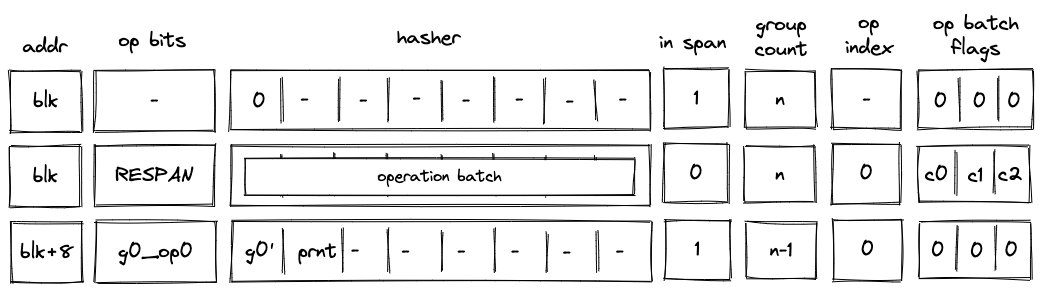 addr op bits hasher in span group count op index op batch flags
blk - 0 - - - - - - - 1 n - 0 0 0
blk RESPAN operation batch 0 n 0 c0 c1 c2
blk+8 g0_op0 g0' prnt - - - - - - 1 n-1 0 0 0 0